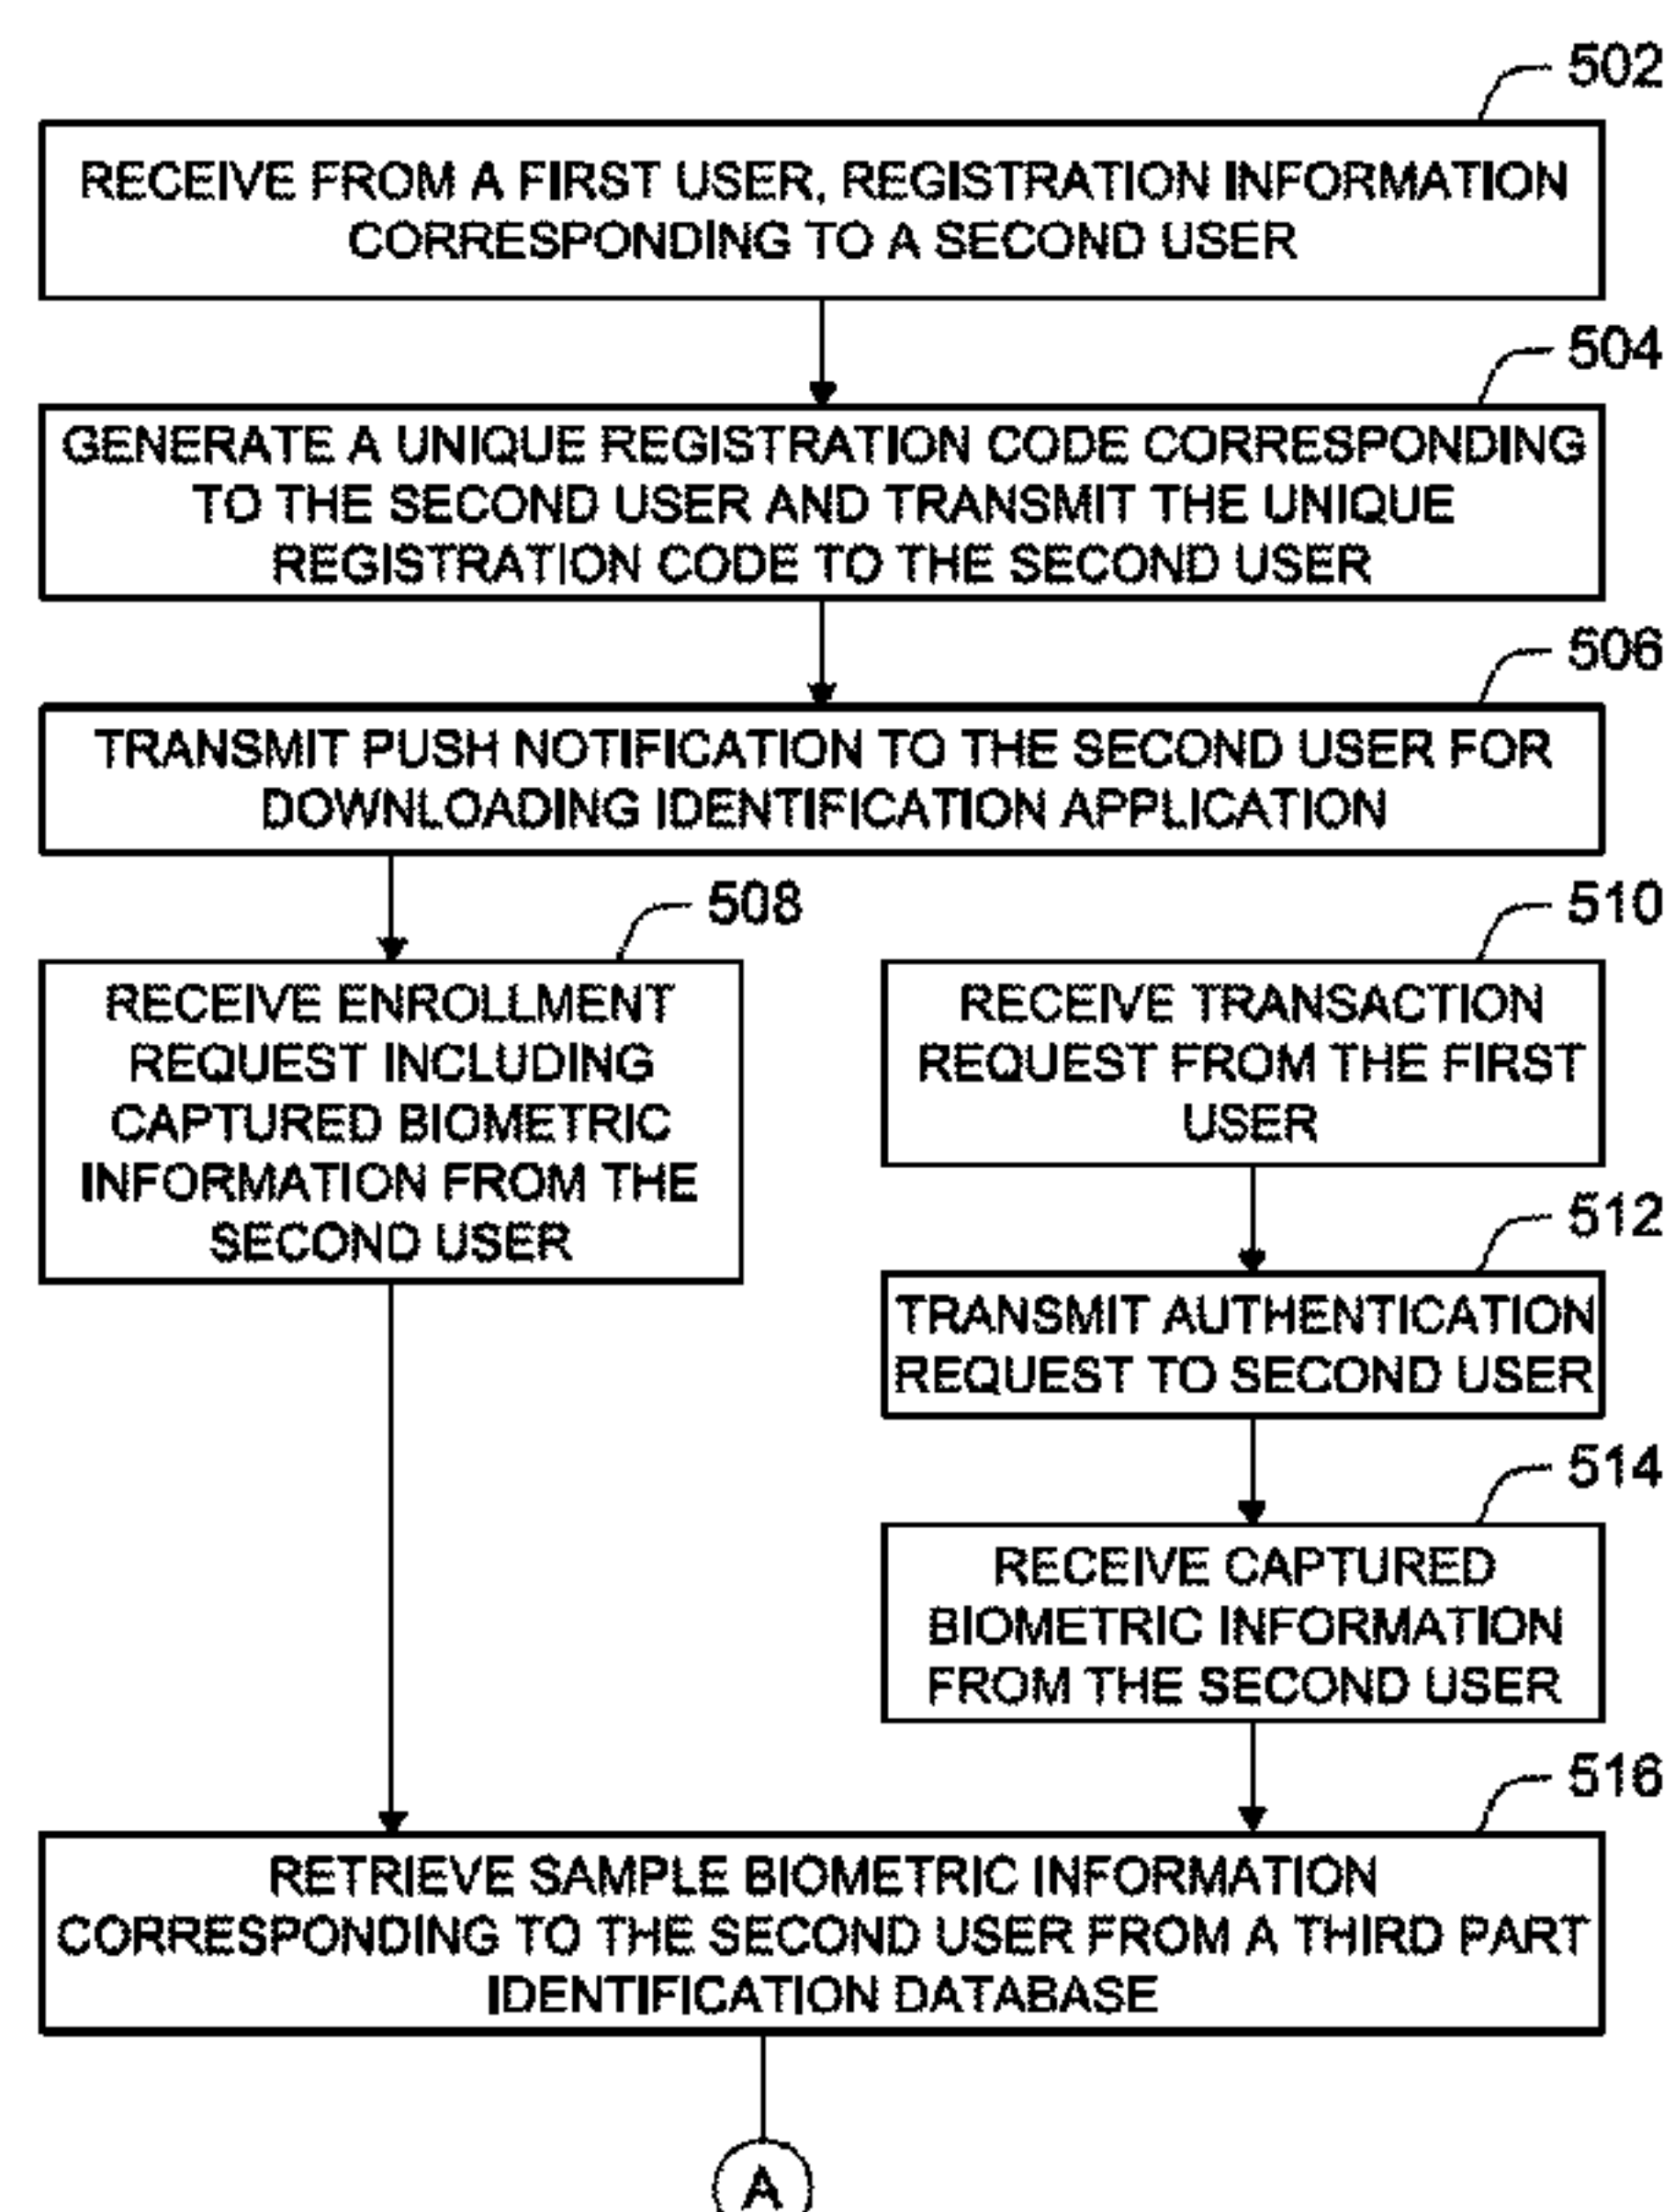 502
RECEIVE FROM A FIRST USER, REGISTRATION INFORMATION
CORRESPONDING TO A SECOND USER
504
GENERATE A UNIQUE REGISTRATION CODE CORRESPONDING
TO THE SECOND USER AND TRANSMIT THE UNIQUE
REGISTRATION CODE TO THE SECOND USER
506
TRANSMIT PUSH NOTIFICATION TO THE SECOND USER FOR
DOWNLOADING IDENTIFICATION APPLICATION
508
RECEIVE ENROLLMENT
REQUEST INCLUDING
CAPTURED BIOMETRIC
INFORMATION FROM THE
SECOND USER
510
RECEIVE TRANSACTION
REQUEST FROM THE FIRST
USER
512
TRANSMIT AUTHENTICATION
REQUEST TO SECOND USER
514
RECEIVE CAPTURED
BIOMETRIC INFORMATION
FROM THE SECOND USER
516
RETRIEVE SAMPLE BIOMETRIC INFORMATION
CORRESPONDING TO THE SECOND USER FROM A THIRD PART
IDENTIFICATION DATABASE
A